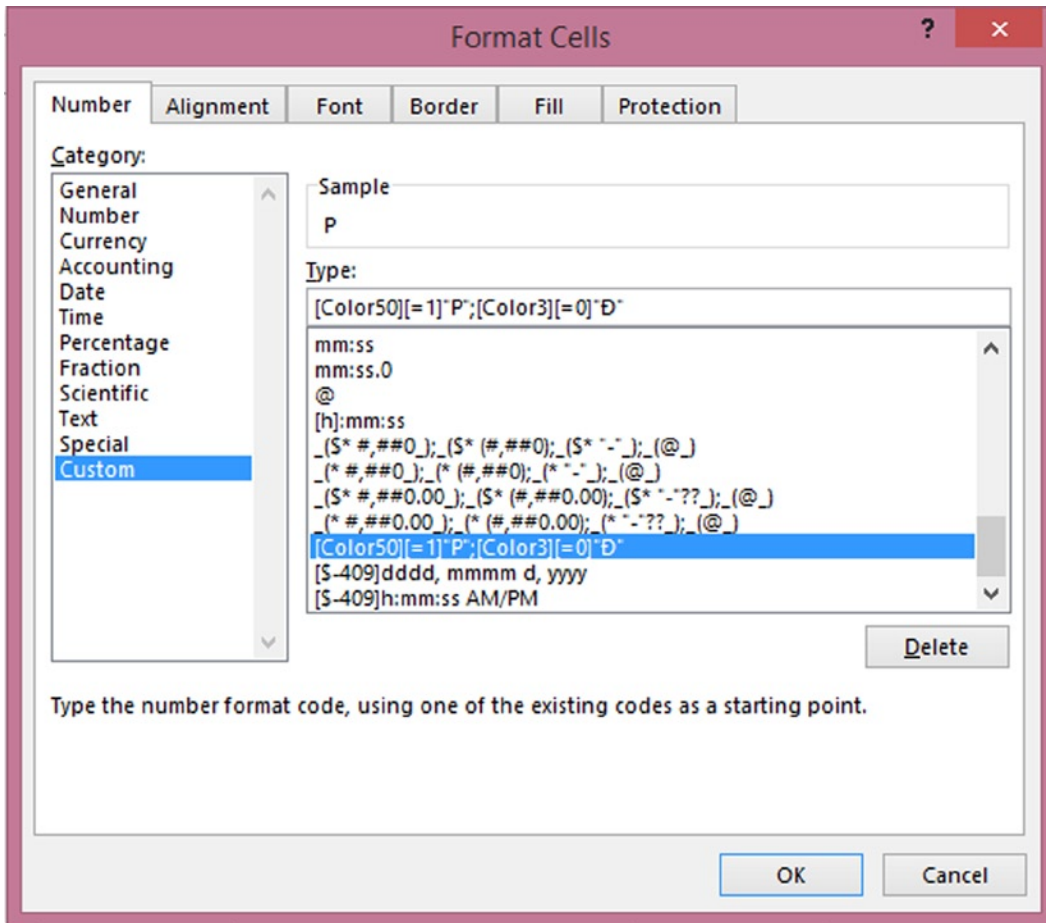 Format Cells
? ×
Number Alignment Font Border Fill Protection
Category:
General
Number
Currency
Accounting
Date
Time
Percentage
Fraction
Scientific
Text
Special
Custom
Sample
P
Type:
[Color50][=1]"P";[Color3][=0]"Ð"
mm:ss
mm:ss.0
@
[h]:mm:ss
_($* #,##0_);_($* (#,##0);_($* "-"_);_(@_)
_(* #,##0_);_(* (#,##0);_(* "-"_);_(@_)
_($* #,##0.00_);_($* (#,##0.00);_($* "-"??_);_(@_)
_(* #,##0.00_);_(* (#,##0.00);_(* "-"??_);_(@_)
[Color50][=1]"P";[Color3][=0]"Ð"
[$-409]dddd, mmmm d, yyyy
[$-409]h:mm:ss AM/PM
Delete
Type the number format code, using one of the existing codes as a starting point.
OK Cancel